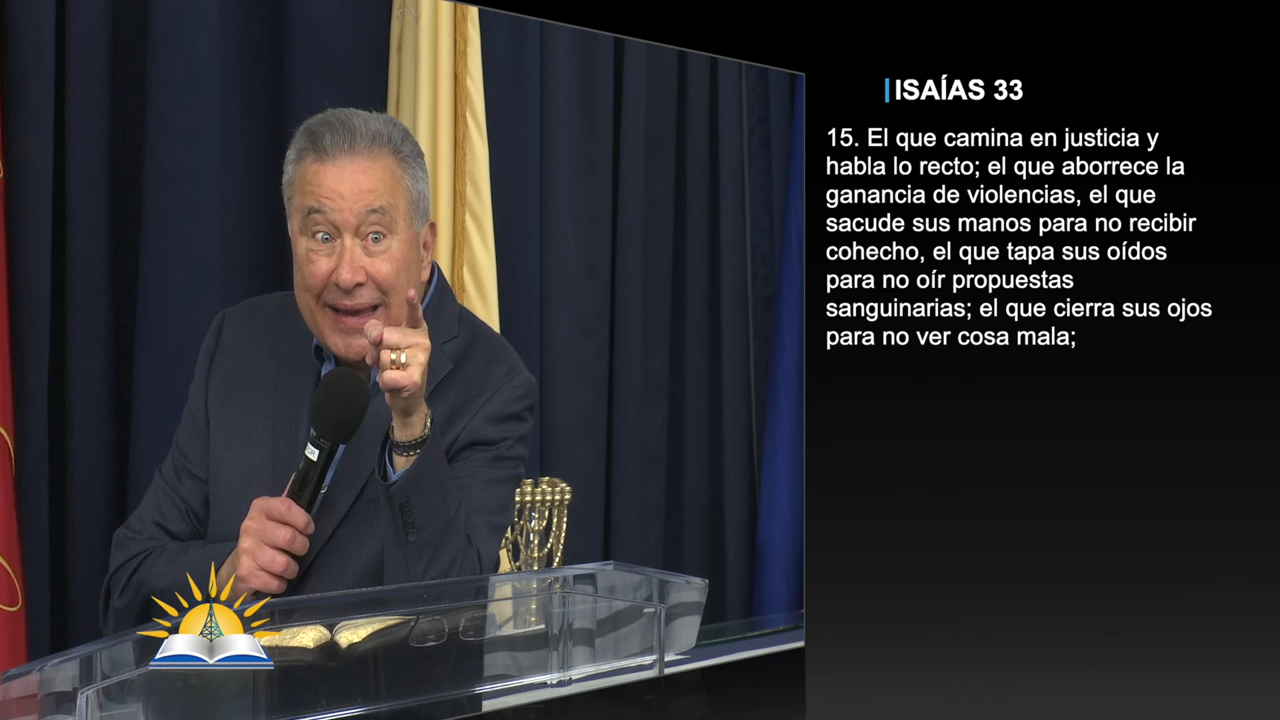 ISAÍAS 33
15. El que camina en justicia y
habla lo recto; el que aborrece la
ganancia de violencias, el que
sacude sus manos para no recibir
cohecho, el que tapa sus oídos
para no oír propuestas
sanguinarias; el que cierra sus ojos
para no ver cosa mala;